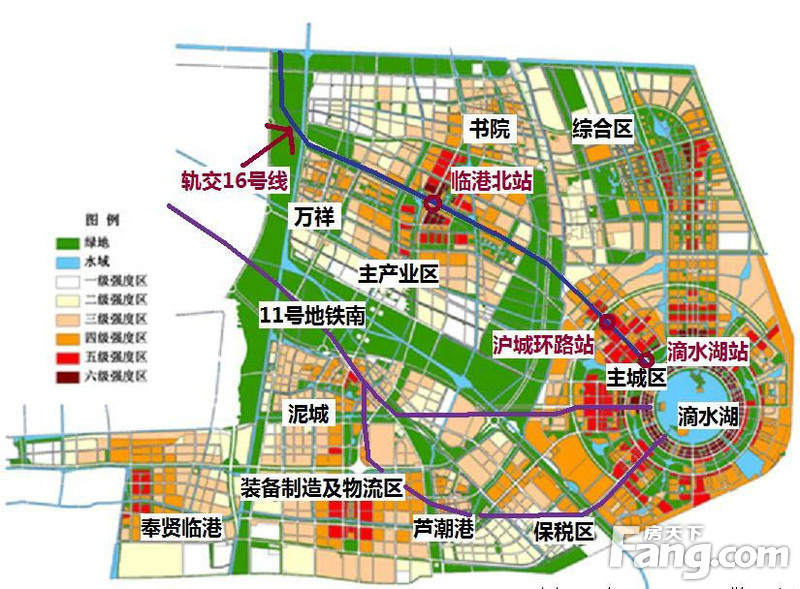 书院
综合区
轨交16号线
临港北站
万祥
图 例
绿地
水域
一级强度区
二级强度区
三级强度区
四级强度区
五级强度区
六级强度区
主产业区
11号地铁南
沪城环路站
滴水湖站
主城区
滴水湖
泥城
装备制造及物流区
奉贤临港
芦潮港
保税区
房天下
Fang.com